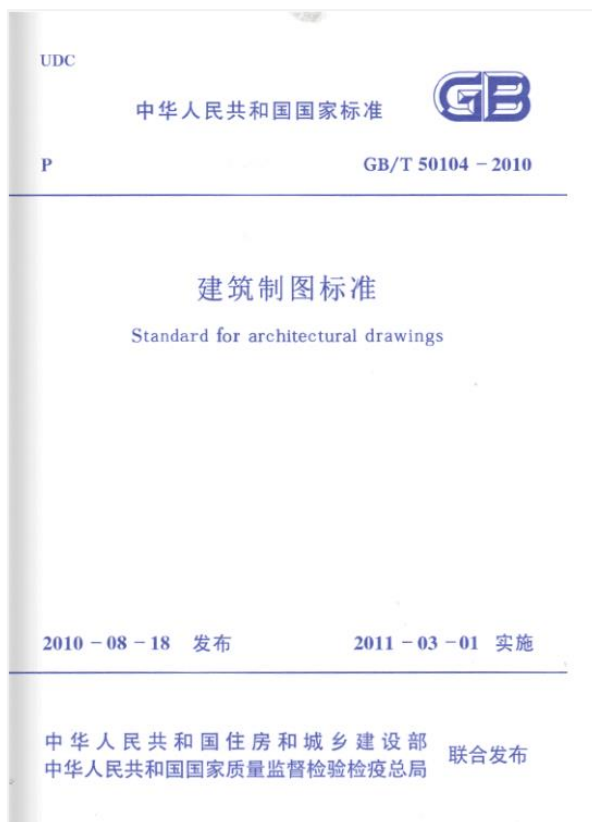 UDC
中华人民共和国国家标准
GB
P
GB/T 50104－2010
建筑制图标准
Standard for architectural drawings
2010－08－18 发布
2011－03－01 实施
中华人民共和国住房和城乡建设部
中华人民共和国国家质量监督检验检疫总局
联合发布